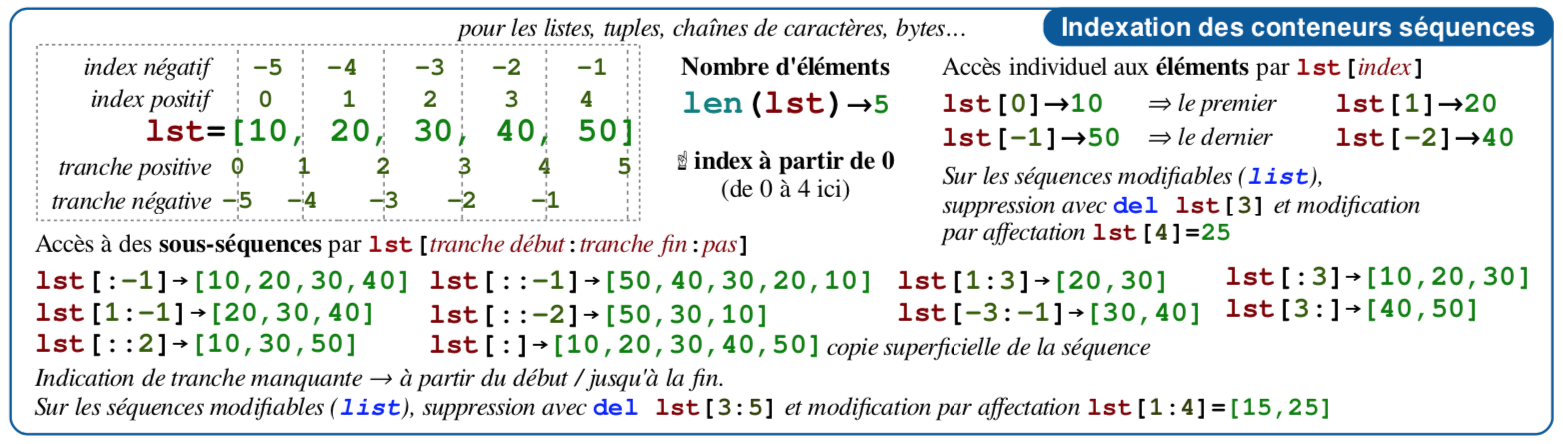 pour les listes, tuples, chaînes de caractères, bytes…
Indexation des conteneurs séquences
index négatif -5 -4 -3 -2 -1
index positif 0 1 2 3 4
lst=[10, 20, 30, 40, 50]
tranche positive 0 1 2 3 4 5
tranche négative -5 -4 -3 -2 -1
Nombre d'éléments
len(lst)→5
☝ index à partir de 0
(de 0 à 4 ici)
Accès individuel aux éléments par lst[index]
lst[0]→10 ⇒ le premier lst[1]→20
lst[-1]→50 ⇒ le dernier lst[-2]→40
Sur les séquences modifiables (list),
suppression avec del lst[3] et modification
par affectation lst[4]=25
Accès à des sous-séquences par lst[tranche début:tranche fin:pas]
lst[:-1]→[10,20,30,40] lst[::-1]→[50,40,30,20,10] lst[1:3]→[20,30] lst[:3]→[10,20,30]
lst[1:-1]→[20,30,40] lst[::-2]→[50,30,10] lst[-3:-1]→[30,40] lst[3:]→[40,50]
lst[::2]→[10,30,50] lst[:]→[10,20,30,40,50] copie superficielle de la séquence
Indication de tranche manquante → à partir du début / jusqu'à la fin.
Sur les séquences modifiables (list), suppression avec del lst[3:5] et modification par affectation lst[1:4]=[15,25]